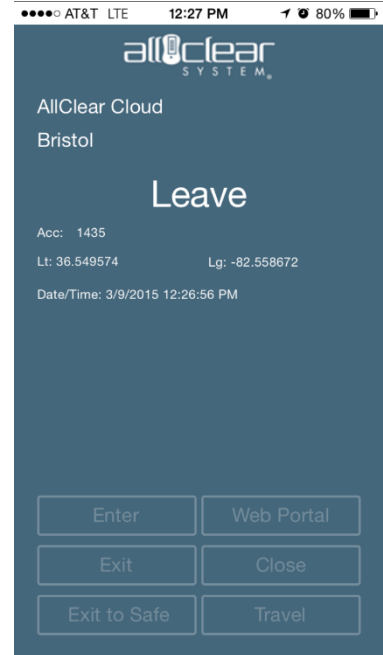 AT&T LTE 12:27 PM 80%
allclear
SYSTEM®
AllClear Cloud
Bristol
Leave
Acc: 1435
Lt: 36.549574 Lg: -82.558672
Date/Time: 3/9/2015 12:26:56 PM
Enter Web Portal
Exit Close
Exit to Safe Travel